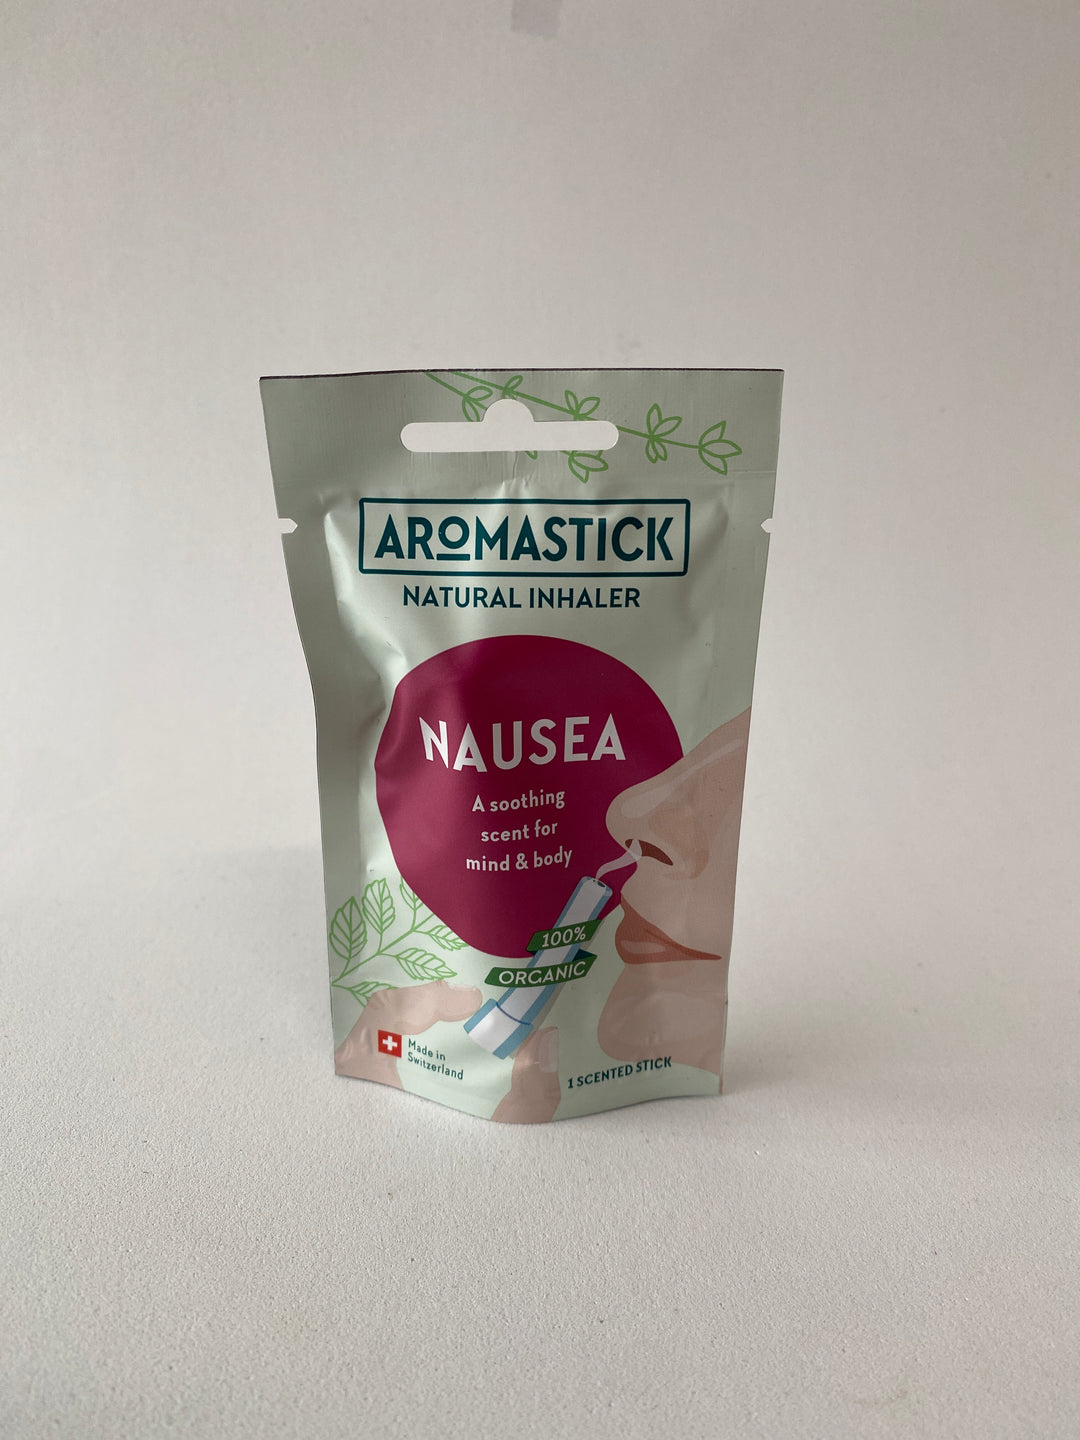 AROMASTICK
NATURAL INHALER
NAUSEA
A soothing
scent for
mind & body
100%
ORGANIC
Made in
Switzerland
1 SCENTED STICK